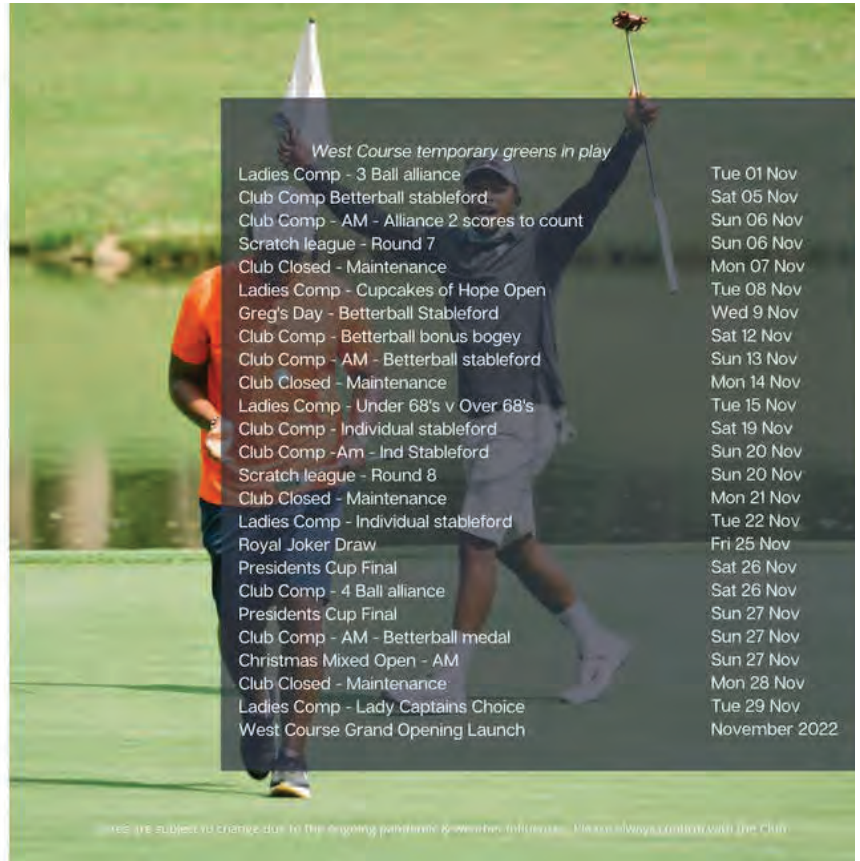 West Course temporary greens in play
Ladies Comp - 3 Ball alliance Tue 01 Nov
Club Comp Betterball stableford Sat 05 Nov
Club Comp - AM - Alliance 2 scores to count Sun 06 Nov
Scratch league - Round 7 Sun 06 Nov
Club Closed - Maintenance Mon 07 Nov
Ladies Comp - Cupcakes of Hope Open Tue 08 Nov
Greg's Day - Betterball Stableford Wed 9 Nov
Club Comp - Betterball bonus bogey Sat 12 Nov
Club Comp - AM - Betterball stableford Sun 13 Nov
Club Closed - Maintenance Mon 14 Nov
Ladies Comp - Under 68's v Over 68's Tue 15 Nov
Club Comp - Individual stableford Sat 19 Nov
Club Comp -Am - Ind Stableford Sun 20 Nov
Scratch league - Round 8 Sun 20 Nov
Club Closed - Maintenance Mon 21 Nov
Ladies Comp - Individual stableford Tue 22 Nov
Royal Joker Draw Fri 25 Nov
Presidents Cup Final Sat 26 Nov
Club Comp - 4 Ball alliance Sat 26 Nov
Presidents Cup Final Sun 27 Nov
Club Comp - AM - Betterball medal Sun 27 Nov
Christmas Mixed Open - AM Sun 27 Nov
Club Closed - Maintenance Mon 28 Nov
Ladies Comp - Lady Captains Choice Tue 29 Nov
West Course Grand Opening Launch November 2022
are subject to change due to the ongoing pandemic & weather Please always confirm with the Club